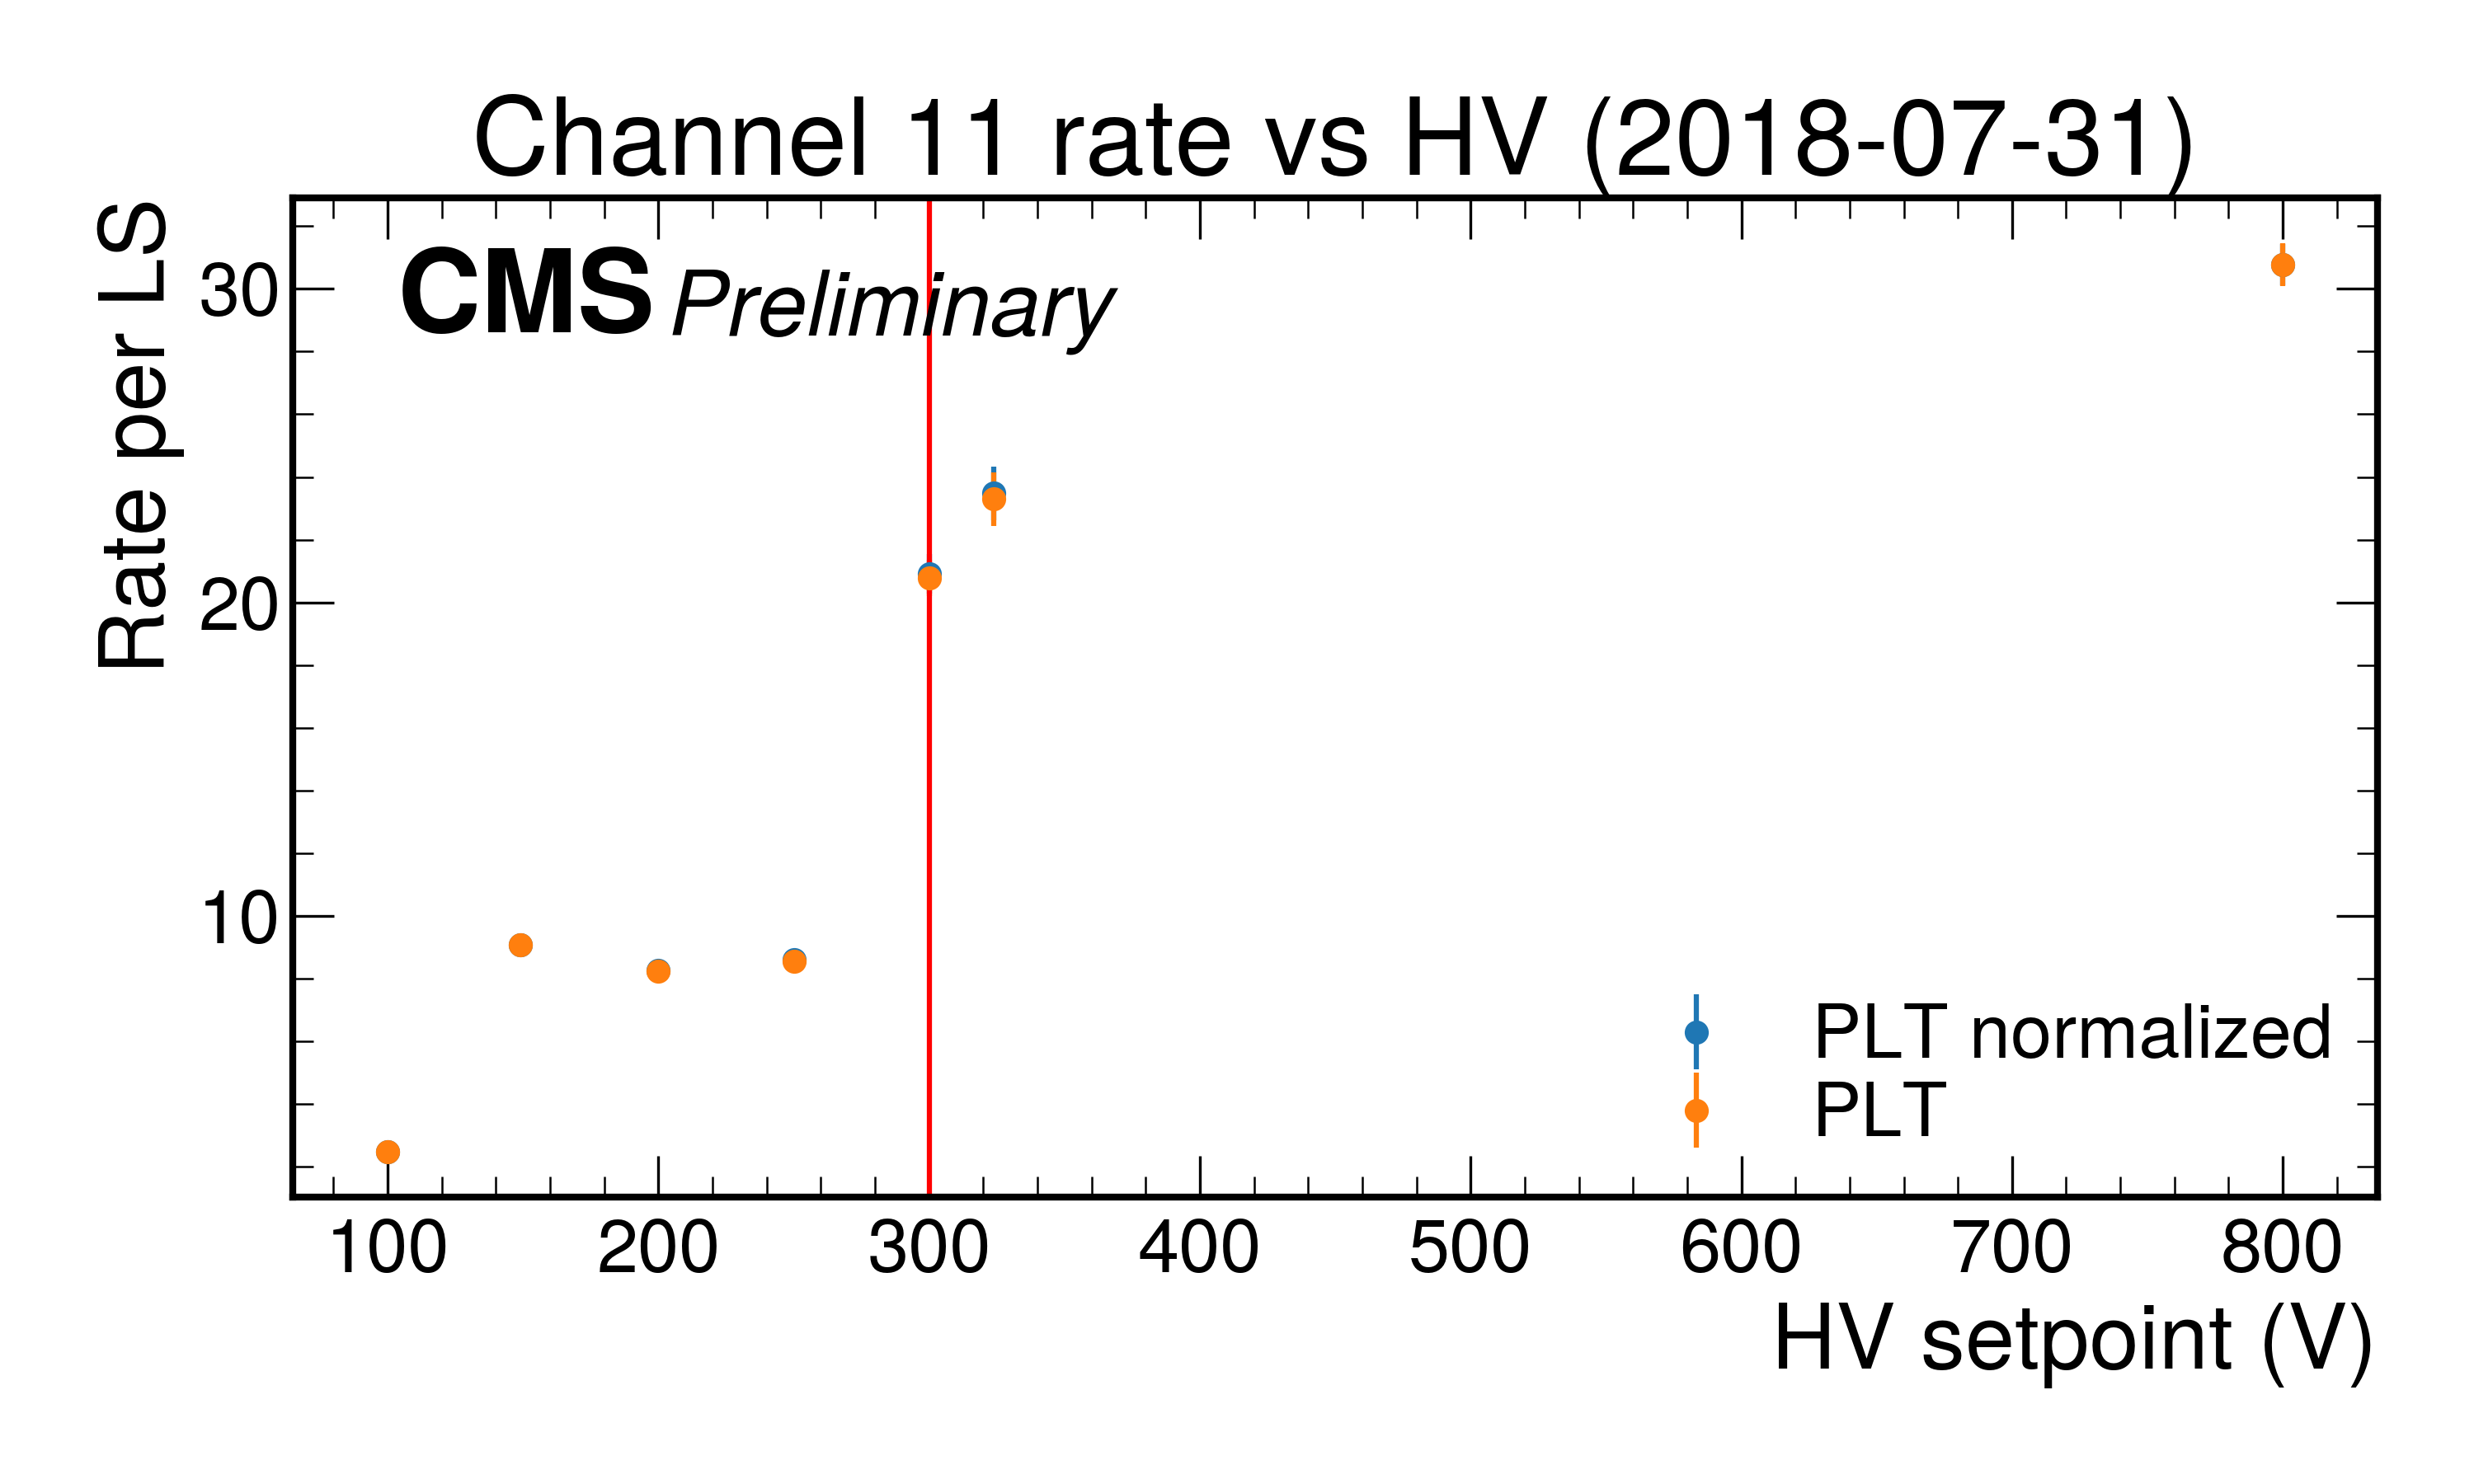 Channel 11 rate vs HV (2018-07-31)
Rate per LS
CMS Preliminary
30
20
10
PLT normalized
PLT
100 200 300 400 500 600 700 800
HV setpoint (V)